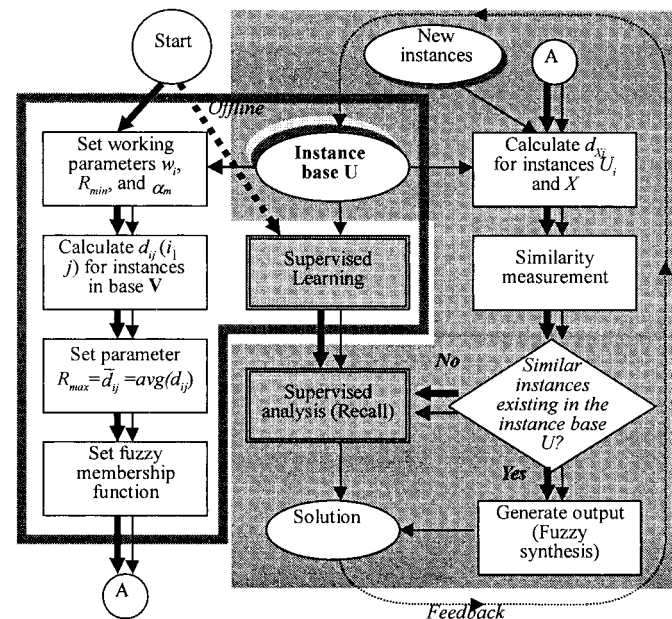 Start
New
instances
A
Offline
Set working
parameters wi,
Rmin, and αm
Instance
base U
Calculate dXj
for instances Ui
and X
Calculate dij (i]
j) for instances
in base V
Supervised
Learning
Similarity
measurement
Set parameter
Rmax=d̄ij =avg(dij)
No
Supervised
analysis (Recall)
Similar
instances
existing in the
instance base
U?
Set fuzzy
membership
function
Yes
Solution
Generate output
(Fuzzy
synthesis)
A
Feedback